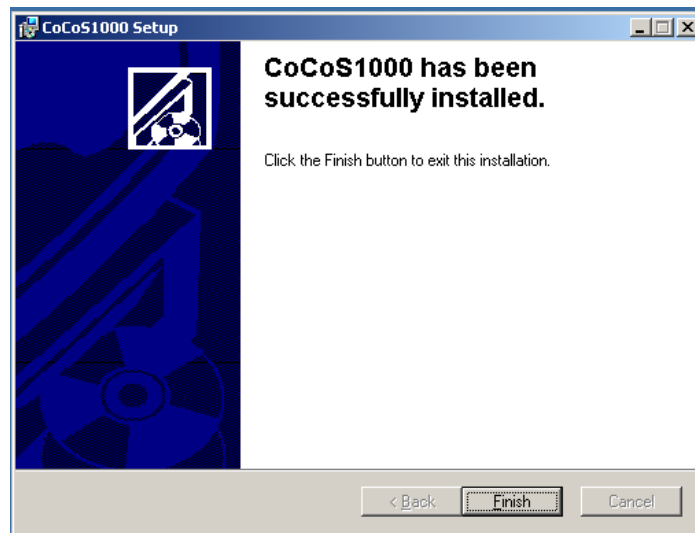 CoCoS1000 Setup
CoCoS1000 has been
successfully installed.
Click the Finish button to exit this installation.
< Back
Finish
Cancel